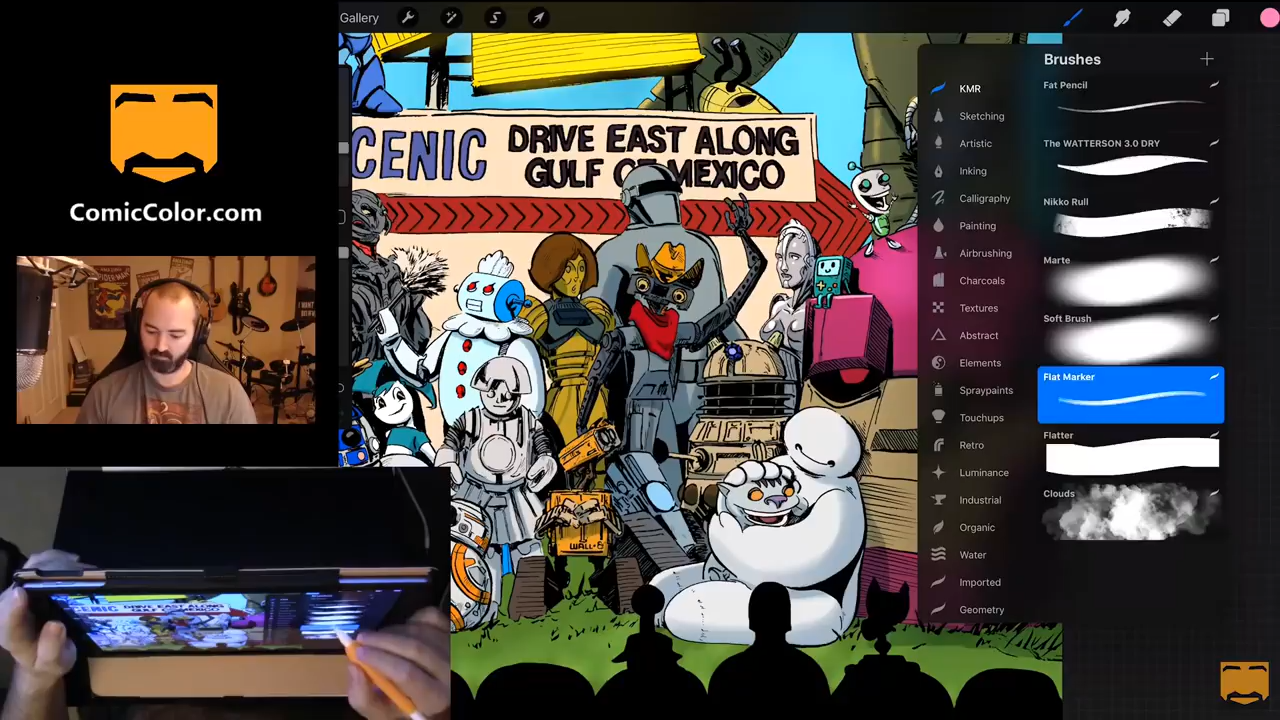 Gallery
ComicColor.com
CENIC
DRIVE EAST ALONG
GULF OF MEXICO
WALL-E
Brushes
KMR
Sketching
Artistic
Inking
Calligraphy
Painting
Airbrushing
Charcoals
Textures
Abstract
Elements
Spraypaints
Touchups
Retro
Luminance
Industrial
Organic
Water
Imported
Geometry
Fat Pencil
The WATTERSON 3.0 DRY
Nikko Rull
Marte
Soft Brush
Flat Marker
Flatter
Clouds